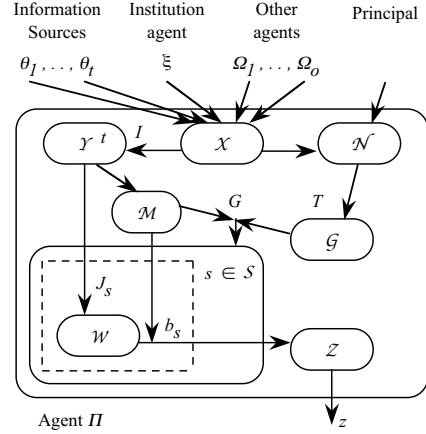 Information Institution Other Principal
Sources agent agents
θ1, . . , θt ξ Ω1, . . , Ωo
Y t I X N
M G T G
s ∈ S
Js
W bs Z
Agent Π z